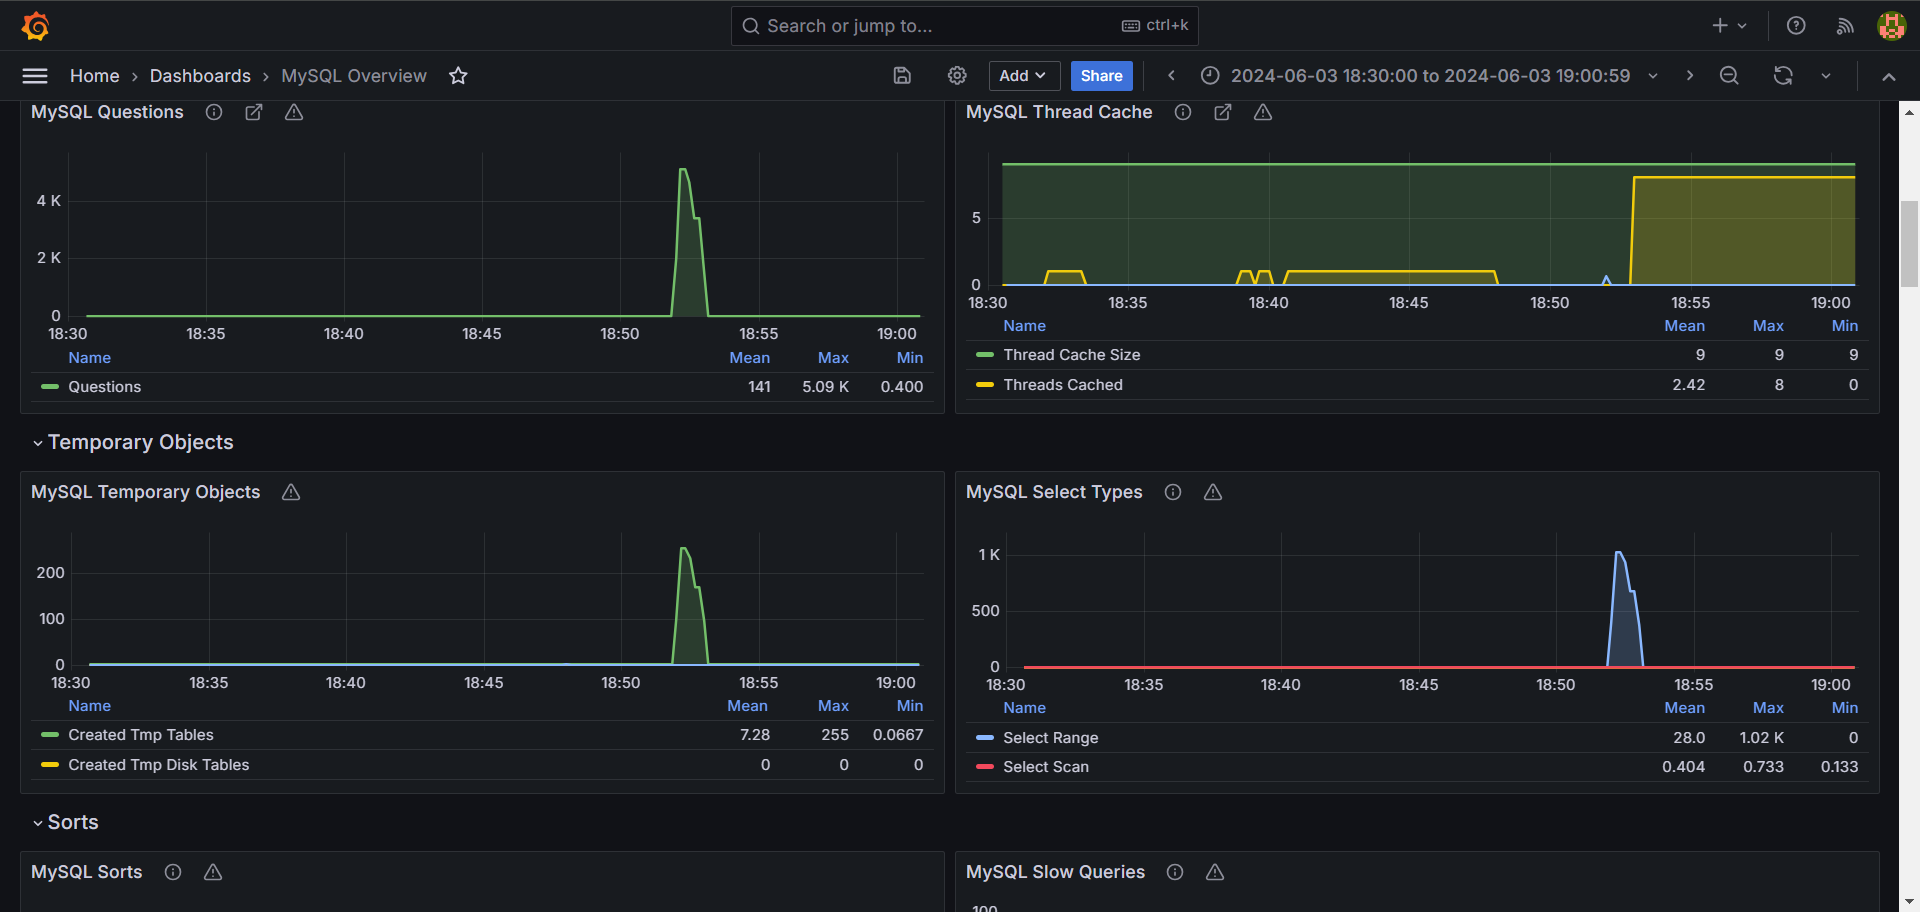 Search or jump to... ctrl+k
Home › Dashboards › MySQL Overview Add Share 2024-06-03 18:30:00 to 2024-06-03 19:00:59
MySQL Questions
4 K
2 K
0
18:30 18:35 18:40 18:45 18:50 18:55 19:00
Name Mean Max Min
Questions 141 5.09 K 0.400
MySQL Thread Cache
5
0
18:30 18:35 18:40 18:45 18:50 18:55 19:00
Name Mean Max Min
Thread Cache Size 9 9 9
Threads Cached 2.42 8 0
Temporary Objects
MySQL Temporary Objects
200
100
0
18:30 18:35 18:40 18:45 18:50 18:55 19:00
Name Mean Max Min
Created Tmp Tables 7.28 255 0.0667
Created Tmp Disk Tables 0 0 0
MySQL Select Types
1 K
500
0
18:30 18:35 18:40 18:45 18:50 18:55 19:00
Name Mean Max Min
Select Range 28.0 1.02 K 0
Select Scan 0.404 0.733 0.133
Sorts
MySQL Sorts
MySQL Slow Queries
100